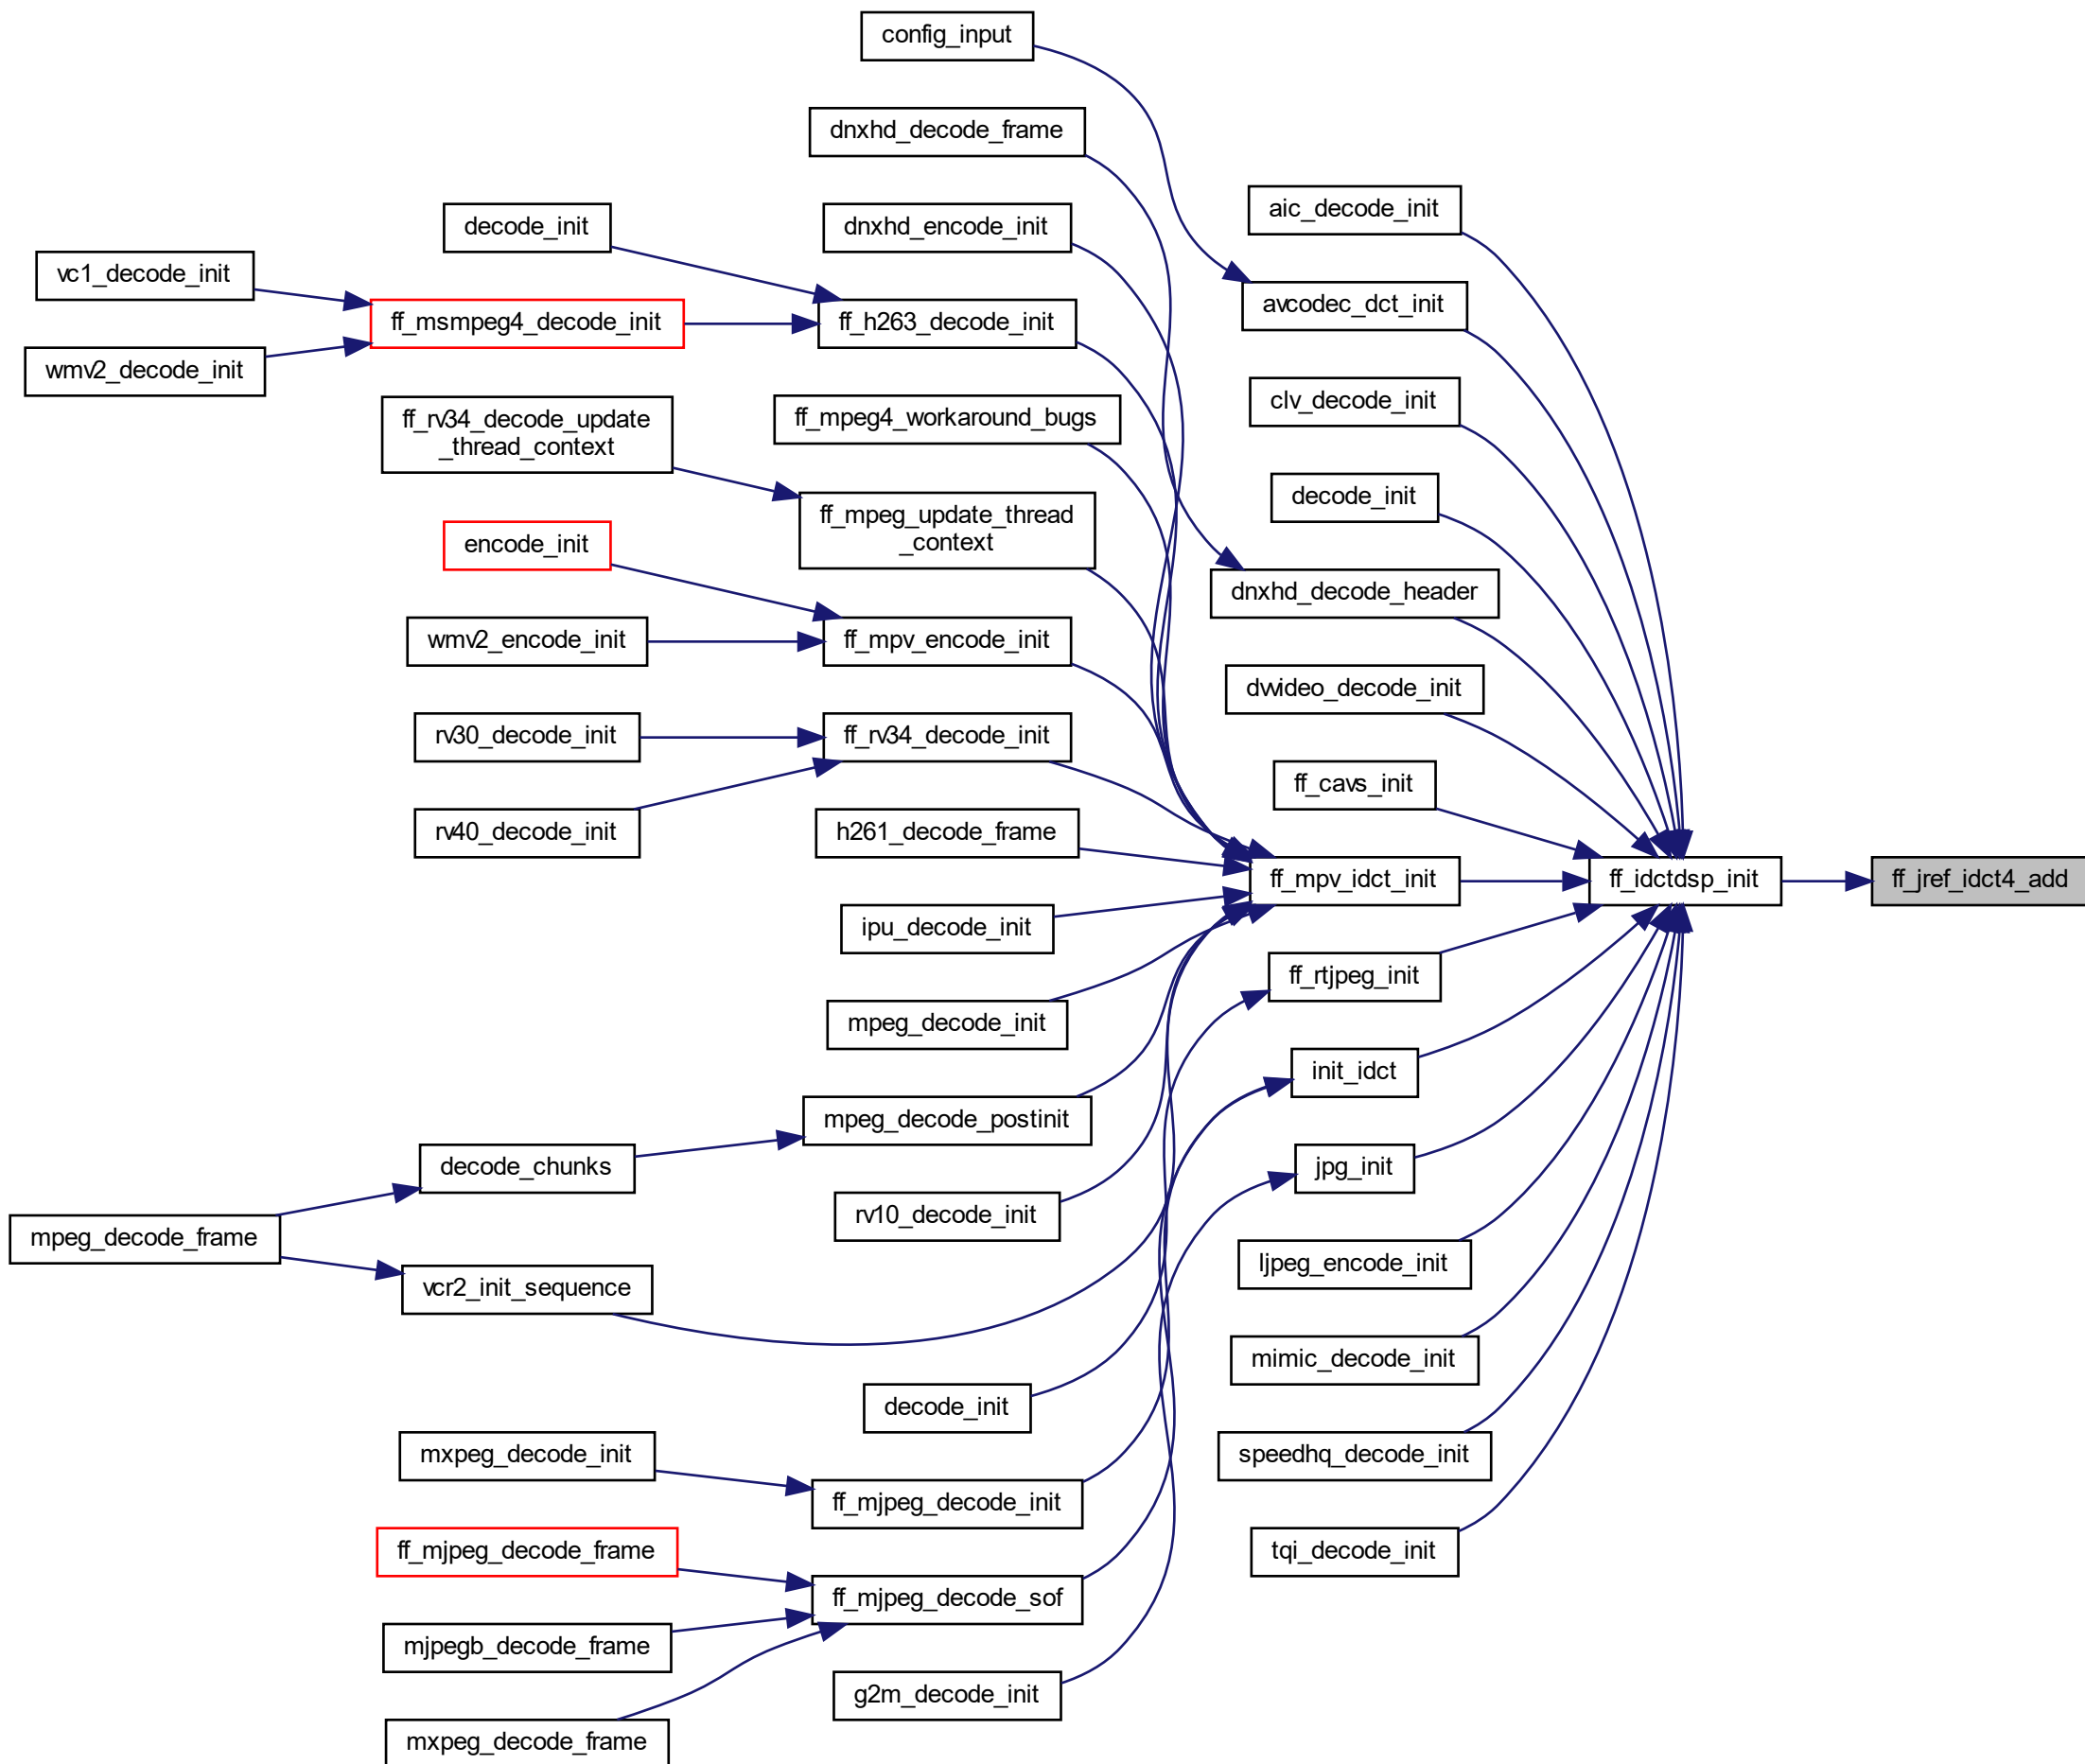 config_input
dnxhd_decode_frame
aic_decode_init
decode_init
dnxhd_encode_init
vc1_decode_init
avcodec_dct_init
ff_msmpeg4_decode_init
ff_h263_decode_init
wmv2_decode_init
clv_decode_init
ff_rv34_decode_update
_thread_context
ff_mpeg4_workaround_bugs
decode_init
ff_mpeg_update_thread
_context
encode_init
dnxhd_decode_header
wmv2_encode_init
ff_mpv_encode_init
dwideo_decode_init
rv30_decode_init
ff_rv34_decode_init
ff_cavs_init
rv40_decode_init
h261_decode_frame
ff_mpv_idct_init
ff_idctdsp_init
ff_jref_idct4_add
ipu_decode_init
ff_rtjpeg_init
mpeg_decode_init
init_idct
mpeg_decode_postinit
decode_chunks
jpg_init
mpeg_decode_frame
rv10_decode_init
ljpeg_encode_init
vcr2_init_sequence
mimic_decode_init
decode_init
mxpeg_decode_init
speedhq_decode_init
ff_mjpeg_decode_init
ff_mjpeg_decode_frame
tqi_decode_init
ff_mjpeg_decode_sof
mjpegb_decode_frame
g2m_decode_init
mxpeg_decode_frame